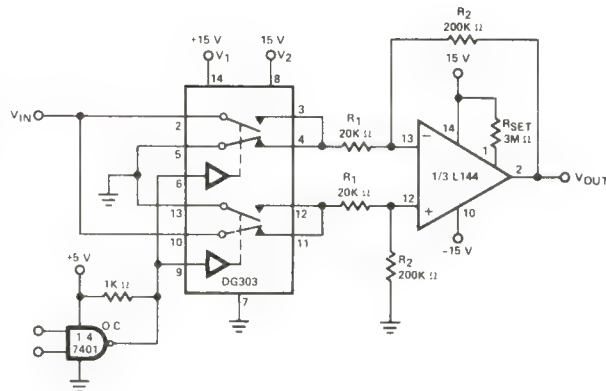 R2
200K Ω
+15 V
15 V
15 V
V1
V2
14
8
RSET
3M Ω
VIN
2
3
R1
20K Ω
13
−
14
1
5
4
1/3 L144
2
VOUT
6
R1
20K Ω
12
+
10
13
12
-15 V
10
11
R2
200K Ω
+5 V
9
1K Ω
DG303
7
O C
1 4
7401